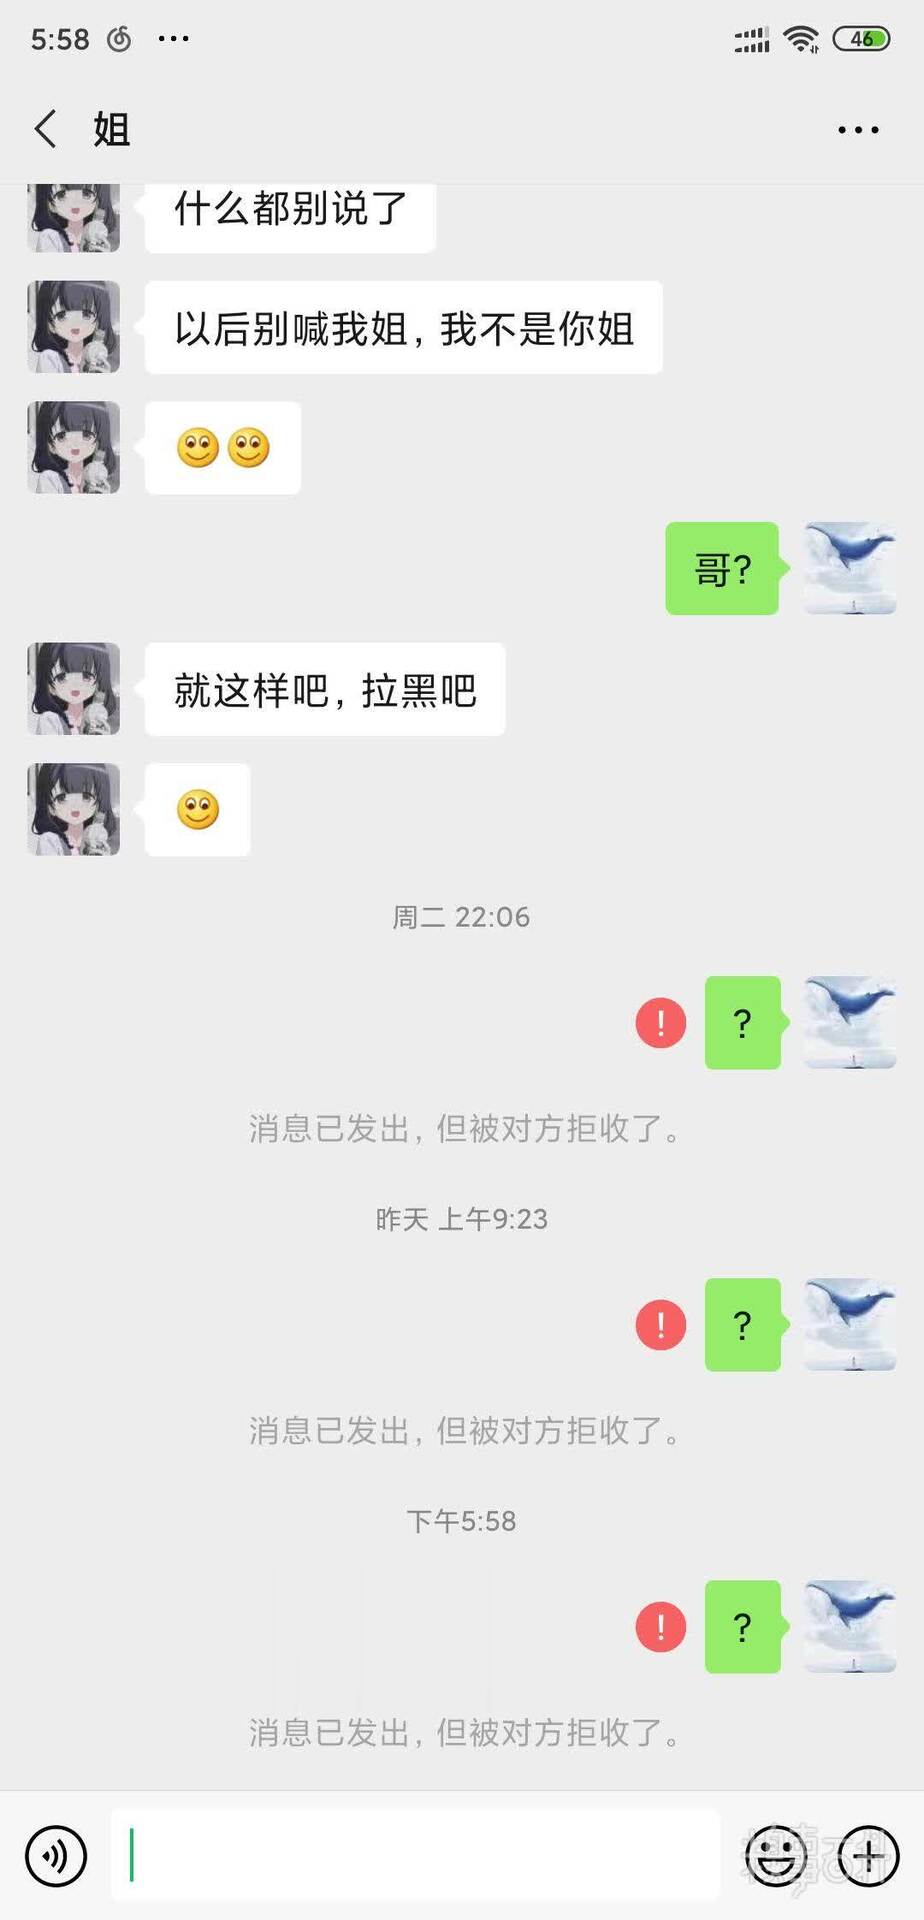 5:58
46
姐
什么都别说了
以后别喊我姐，我不是你姐
哥？
就这样吧，拉黑吧
周二 22:06
？
消息已发出，但被对方拒收了。
昨天 上午9:23
？
消息已发出，但被对方拒收了。
下午5:58
？
消息已发出，但被对方拒收了。